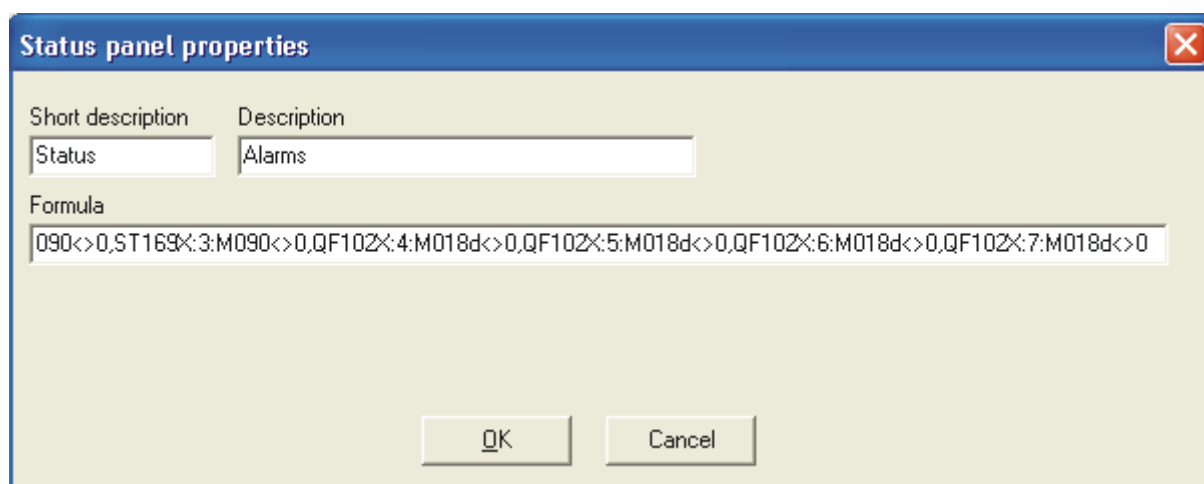 Status panel properties
Short description Description
Status Alarms
Formula
090<>0,ST169X:3:M090<>0,QF102X:4:M018d<>0,QF102X:5:M018d<>0,QF102X:6:M018d<>0,QF102X:7:M018d<>0
OK Cancel